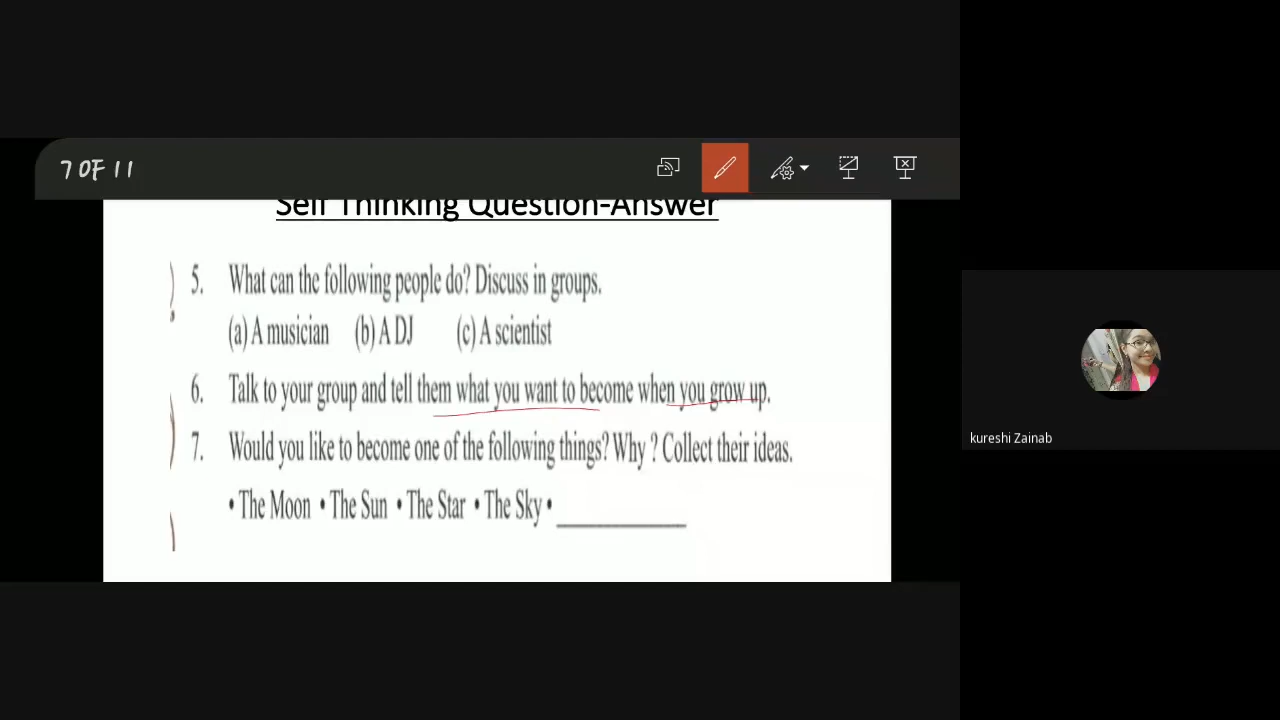 7 OF 11
Self Thinking Question-Answer
5. What can the following people do? Discuss in groups.
(a) A musician (b) A DJ (c) A scientist
6. Talk to your group and tell them what you want to become when you grow up.
7. Would you like to become one of the following things? Why ? Collect their ideas.
• The Moon • The Sun • The Star • The Sky • ____________
kureshi Zainab